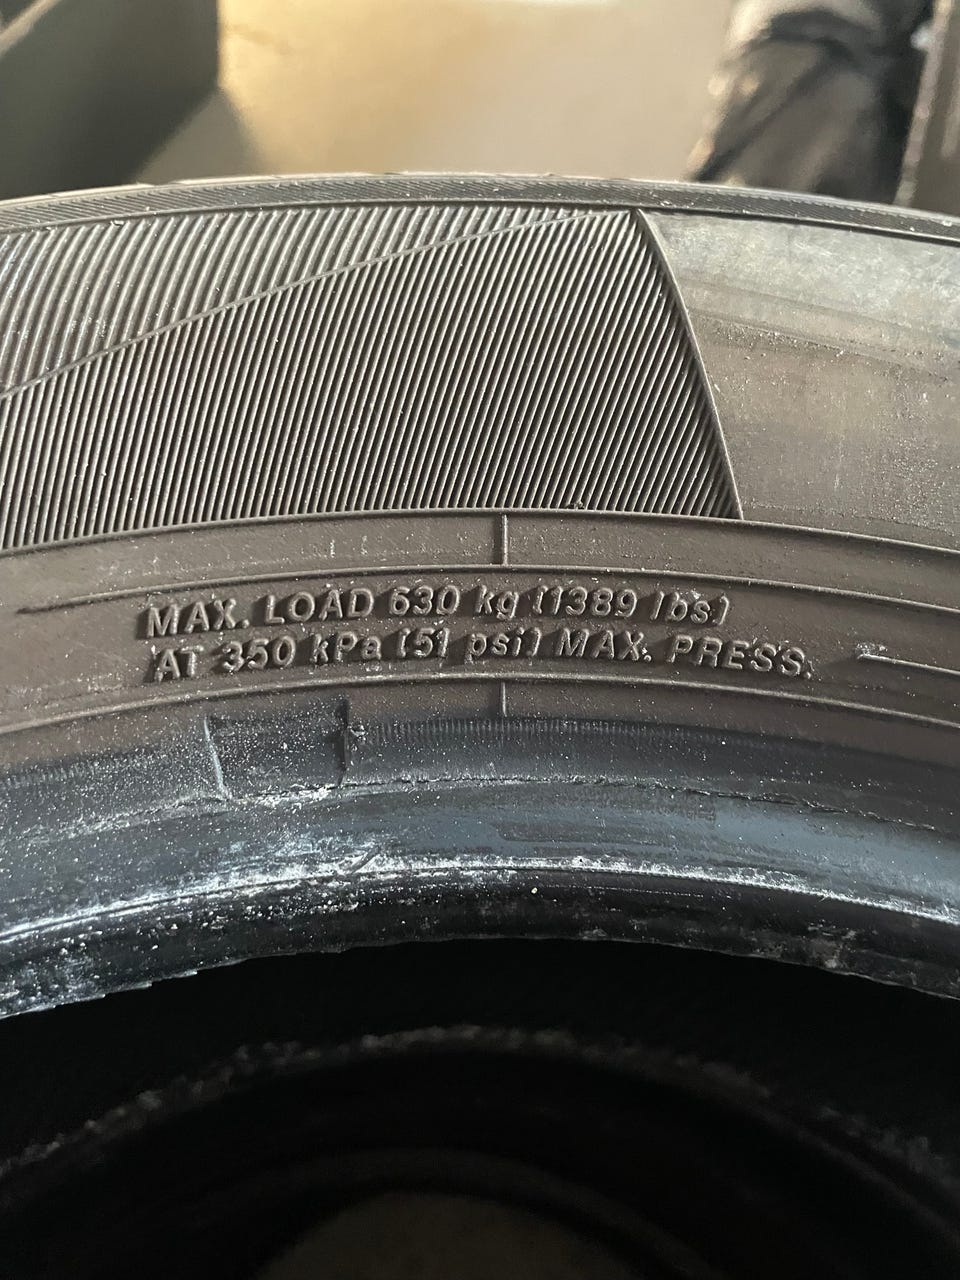 MAX. LOAD 630 kg (1389 lbs)
AT 350 kPa (51 psi) MAX. PRESS.